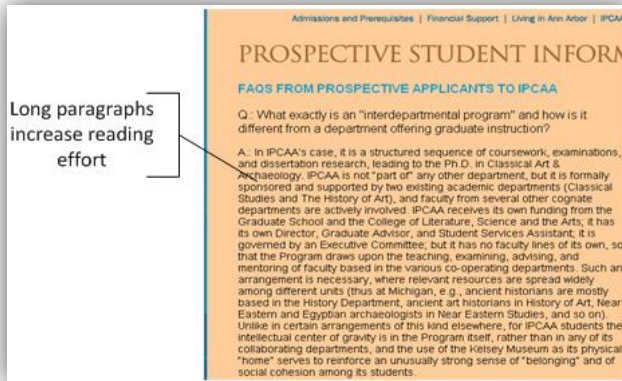 Admissions and Prerequisites | Financial Support | Living in Ann Arbor | IPCAA
PROSPECTIVE STUDENT INFORM
FAQS FROM PROSPECTIVE APPLICANTS TO IPCAA
Long paragraphs
increase reading
effort
Q.: What exactly is an "interdepartmental program" and how is it
different from a department offering graduate instruction?
A.: In IPCAA's case, it is a structured sequence of coursework, examinations,
and dissertation research, leading to the Ph.D. in Classical Art &
Archaeology. IPCAA is not "part of" any other department, but it is formally
sponsored and supported by two existing academic departments (Classical
Studies and The History of Art), and faculty from several other cognate
departments are actively involved. IPCAA receives its own funding from the
Graduate School and the College of Literature, Science and the Arts; it has
its own Director, Graduate Advisor, and Student Services Assistant; it is
governed by an Executive Committee; but it has no faculty lines of its own, so
that the Program draws upon the teaching, examining, advising, and
mentoring of faculty based in the various co-operating departments. Such an
arrangement is necessary, where relevant resources are spread widely
among different units (thus at Michigan, e.g., ancient historians are mostly
based in the History Department, ancient art historians in History of Art, Near
Eastern and Egyptian archaeologists in Near Eastern Studies, and so on).
Unlike in certain arrangements of this kind elsewhere, for IPCAA students the
intellectual center of gravity is in the Program itself, rather than in any of its
collaborating departments, and the use of the Kelsey Museum as its physical
"home" serves to reinforce an unusually strong sense of "belonging" and of
social cohesion among its students.